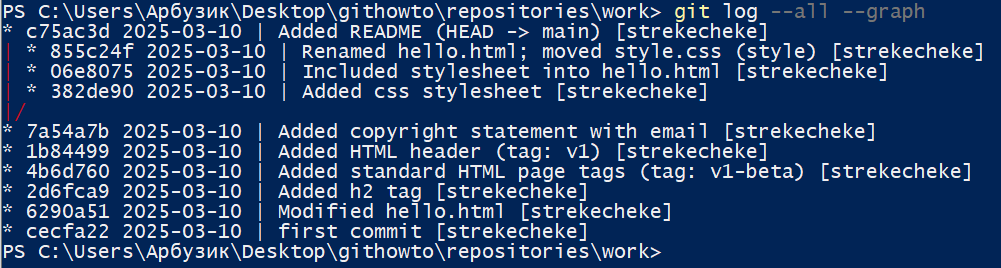 PS C:\Users\Арбузик\Desktop\githowto\repositories\work> git log --all --graph
* c75ac3d 2025-03-10 | Added README (HEAD -> main) [strekecheke]
| * 855c24f 2025-03-10 | Renamed hello.html; moved style.css (style) [strekecheke]
| * 06e8075 2025-03-10 | Included stylesheet into hello.html [strekecheke]
| * 382de90 2025-03-10 | Added css stylesheet [strekecheke]
|/
* 7a54a7b 2025-03-10 | Added copyright statement with email [strekecheke]
* 1b84499 2025-03-10 | Added HTML header (tag: v1) [strekecheke]
* 4b6d760 2025-03-10 | Added standard HTML page tags (tag: v1-beta) [strekecheke]
* 2d6fca9 2025-03-10 | Added h2 tag [strekecheke]
* 6290a51 2025-03-10 | Modified hello.html [strekecheke]
* cecfa22 2025-03-10 | first commit [strekecheke]
PS C:\Users\Арбузик\Desktop\githowto\repositories\work>